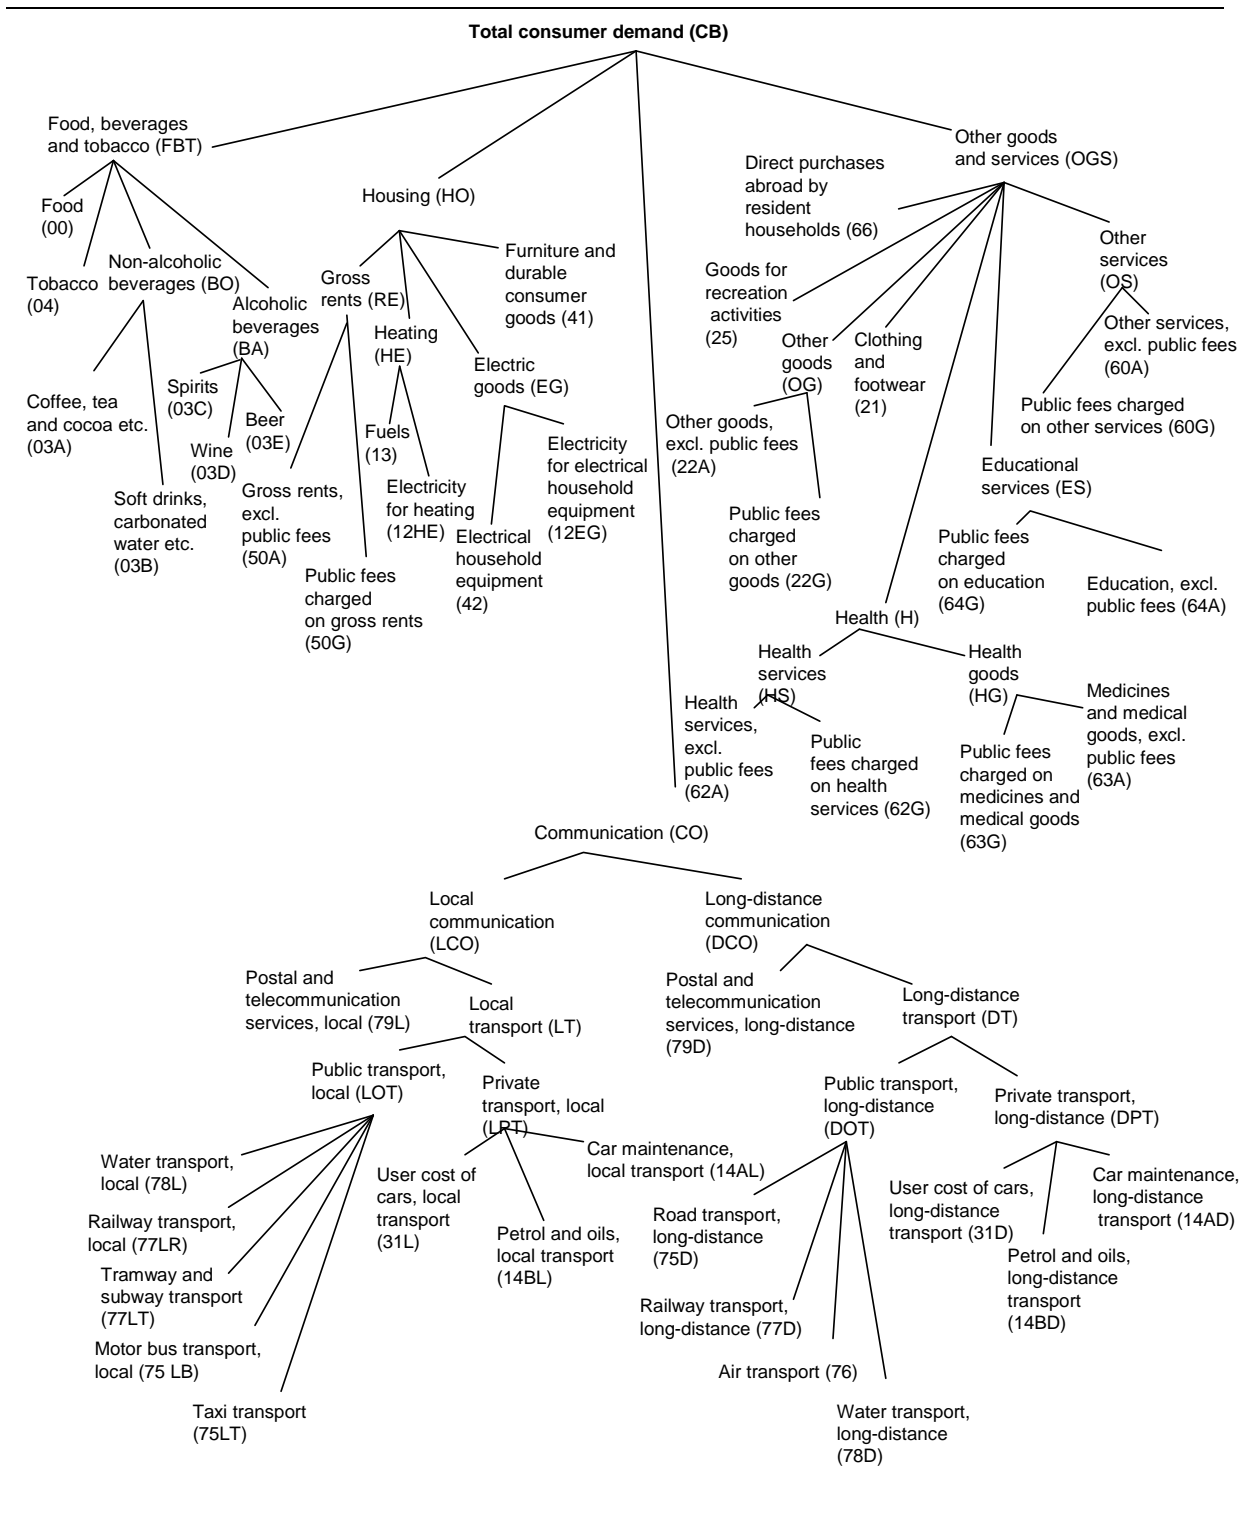 Total consumer demand (CB)
Food, beverages
and tobacco (FBT)
Food
(00)
Tobacco
(04)
Non-alcoholic
beverages (BO)
Coffee, tea
and cocoa etc.
(03A)
Soft drinks,
carbonated
water etc.
(03B)
Alcoholic
beverages
(BA)
Spirits
(03C)
Wine
(03D)
Beer
(03E)
Housing (HO)
Gross
rents (RE)
Gross rents,
excl.
public fees
(50A)
Public fees
charged
on gross rents
(50G)
Heating
(HE)
Fuels
(13)
Electricity
for heating
(12HE)
Electric
goods (EG)
Electrical
household
equipment
(42)
Electricity
for electrical
household
equipment
(12EG)
Furniture and
durable
consumer
goods (41)
Other goods
and services (OGS)
Direct purchases
abroad by
resident
households (66)
Goods for
recreation
activities
(25)
Other
goods
(OG)
Other goods,
excl. public fees
(22A)
Public fees
charged
on other
goods (22G)
Clothing
and
footwear
(21)
Other
services
(OS)
Other services,
excl. public fees
(60A)
Public fees charged
on other services (60G)
Educational
services (ES)
Public fees
charged
on education
(64G)
Education, excl.
public fees (64A)
Health (H)
Health
services
(HS)
Health
services,
excl.
public fees
(62A)
Public
fees charged
on health
services (62G)
Health
goods
(HG)
Public fees
charged on
medicines and
medical goods
(63G)
Medicines
and medical
goods, excl.
public fees
(63A)
Communication (CO)
Local
communication
(LCO)
Postal and
telecommunication
services, local (79L)
Local
transport (LT)
Public transport,
local (LOT)
Water transport,
local (78L)
Railway transport,
local (77LR)
Tramway and
subway transport
(77LT)
Motor bus transport,
local (75 LB)
Taxi transport
(75LT)
Private
transport, local
(LPT)
User cost of
cars, local
transport
(31L)
Petrol and oils,
local transport
(14BL)
Car maintenance,
local transport (14AL)
Long-distance
communication
(DCO)
Postal and
telecommunication
services, long-distance
(79D)
Long-distance
transport (DT)
Public transport,
long-distance
(DOT)
Road transport,
long-distance
(75D)
Railway transport,
long-distance (77D)
Air transport (76)
Water transport,
long-distance
(78D)
Private transport,
long-distance (DPT)
User cost of cars,
long-distance
transport (31D)
Petrol and oils,
long-distance
transport
(14BD)
Car maintenance,
long-distance
transport (14AD)